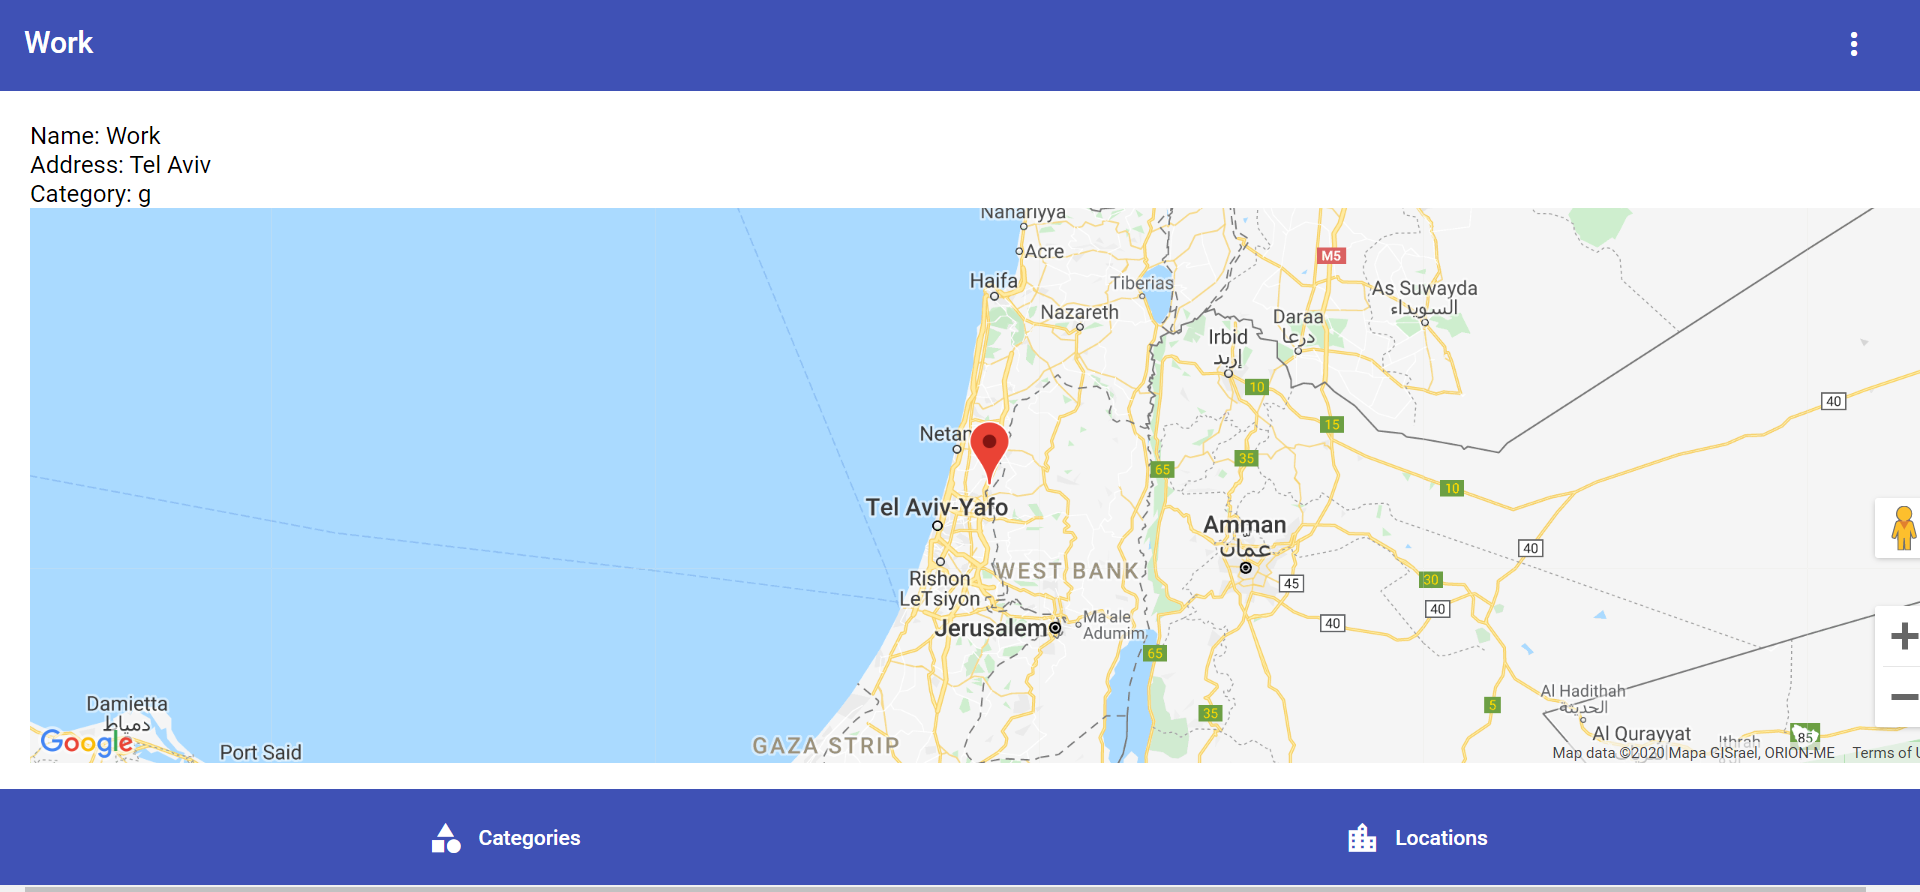 Work
Name: Work
Address: Tel Aviv
Category: g
Nahariyya
Acre
Haifa
Tiberias
Nazareth
M5
As Suwayda
السويداء
Daraa
درعا
Irbid
إربد
10
15
40
Netan
35
65
10
Tel Aviv-Yafo
Amman
عمّان
40
WEST BANK
Rishon
LeTsiyon
45
30
40
40
Jerusalem
Ma'ale
Adumim
65
Damietta
دمياط
Al Hadithah
الحديثة
5
35
Google
Port Said
GAZA STRIP
Al Qurayyat
Ithrah
85
Map data ©2020 Mapa GISrael, ORION-ME
Terms of U
Categories
Locations